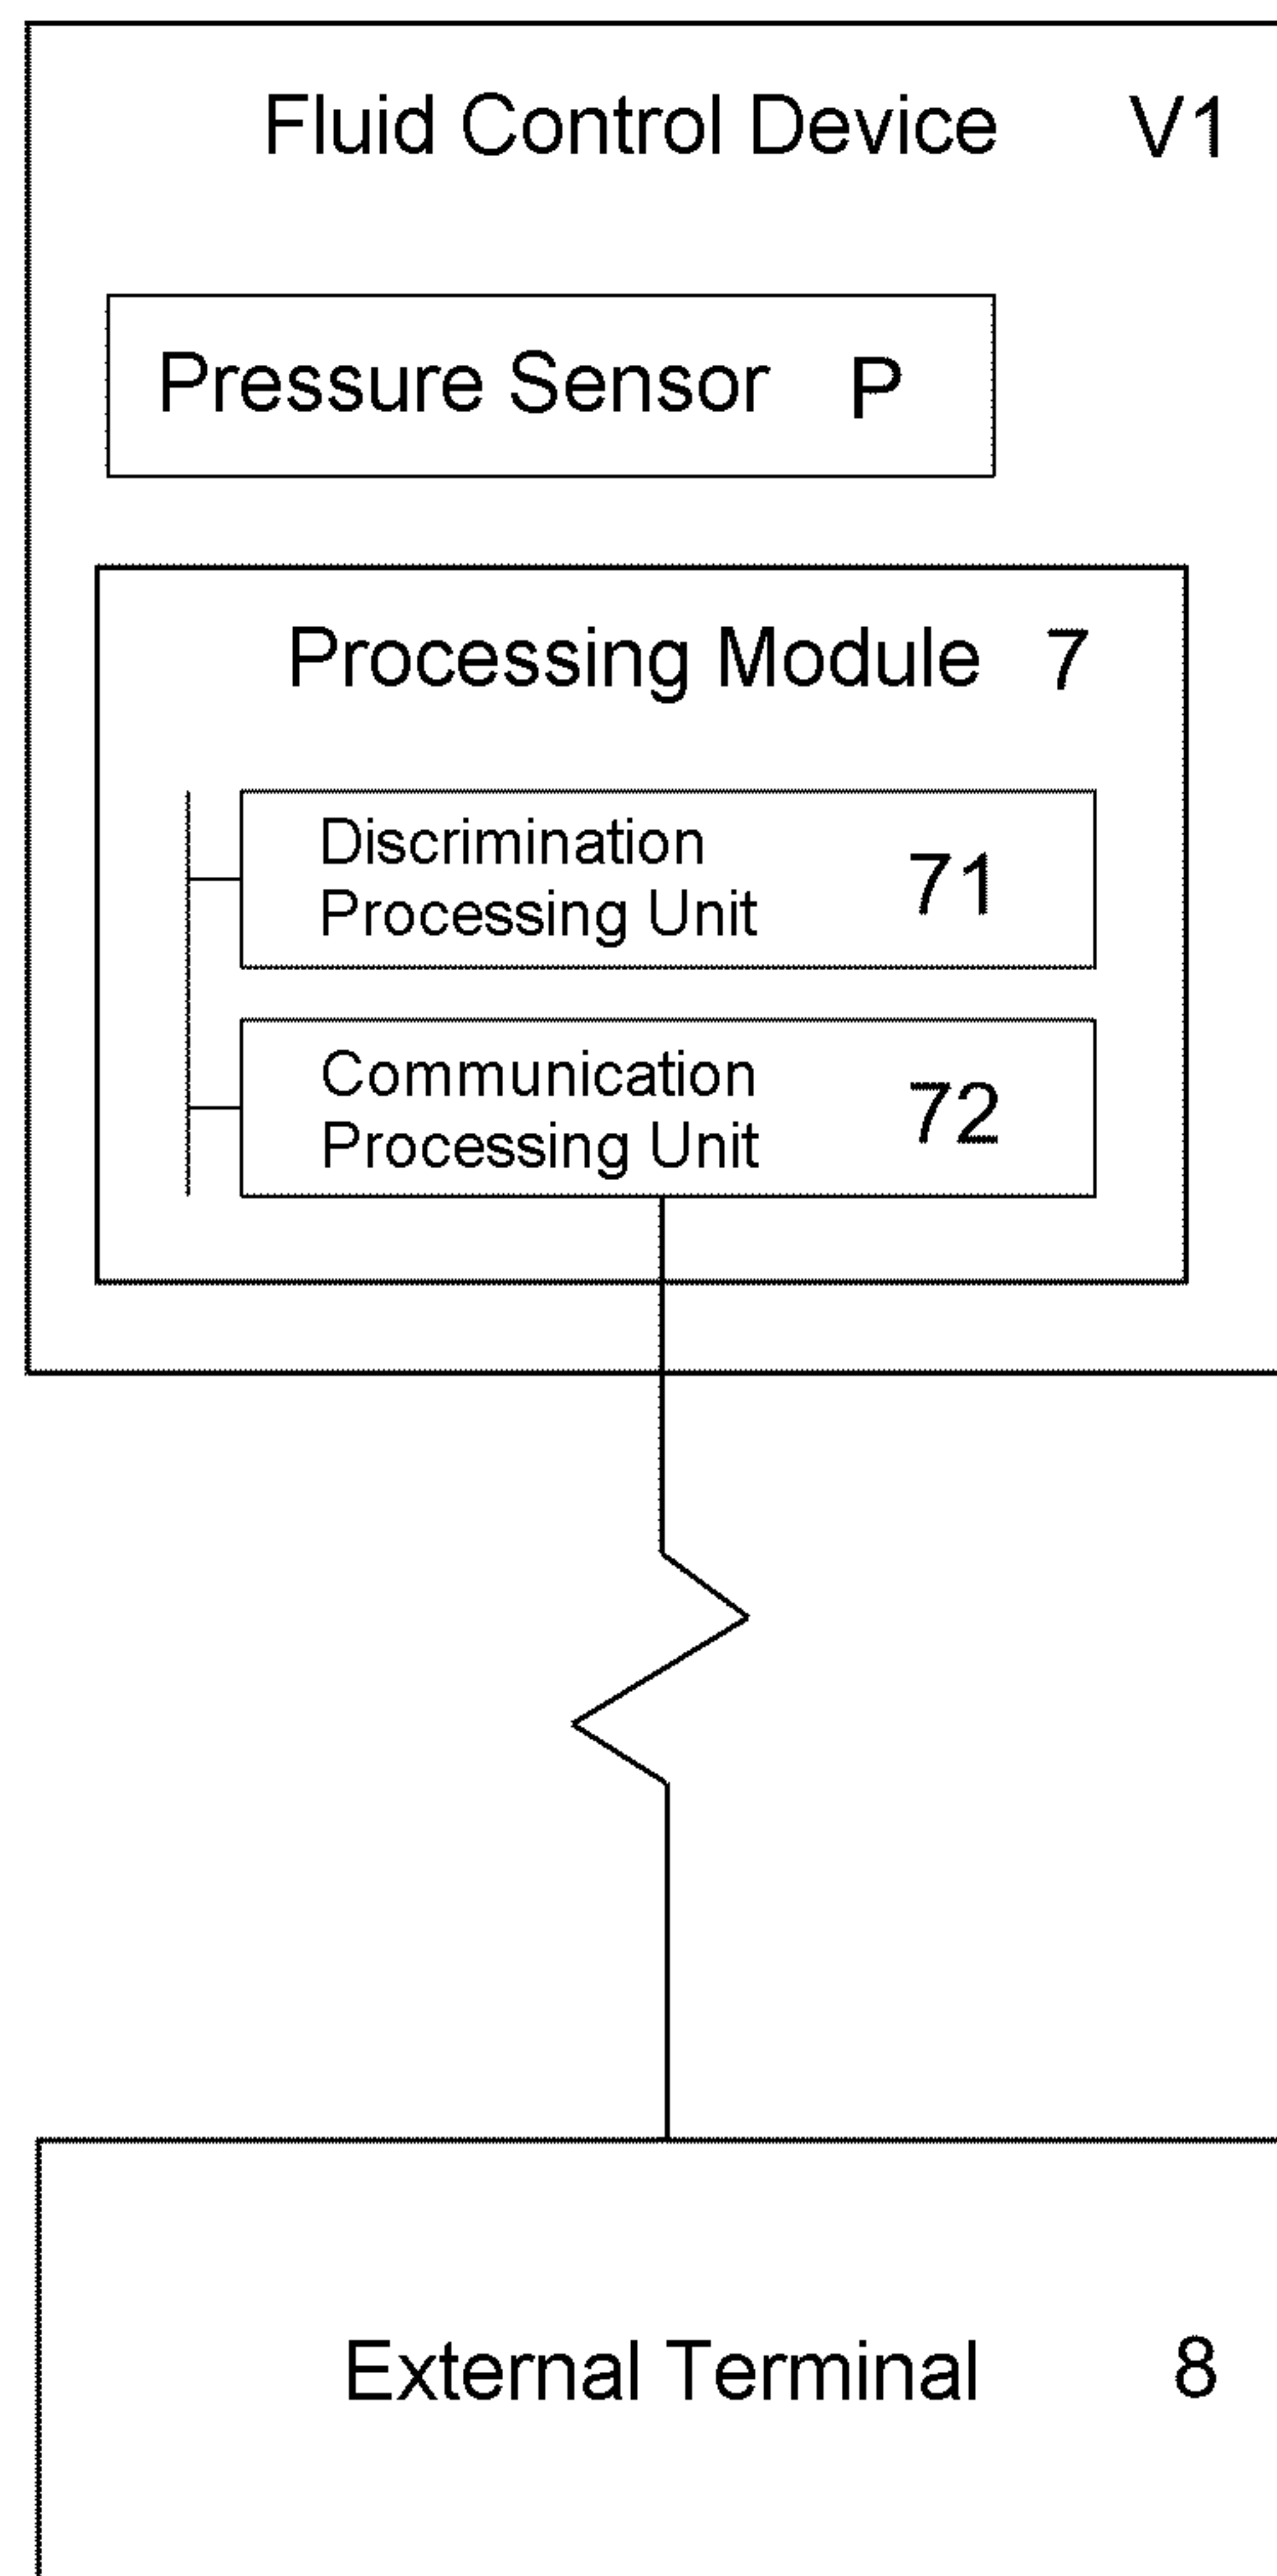 Fluid Control Device V1
Pressure Sensor P
Processing Module 7
Discrimination
Processing Unit 71
Communication
Processing Unit 72
External Terminal 8